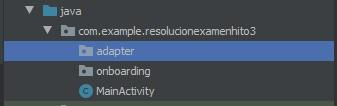 java
com.example.resolucionexamenhito3
adapter
onboarding
MainActivity